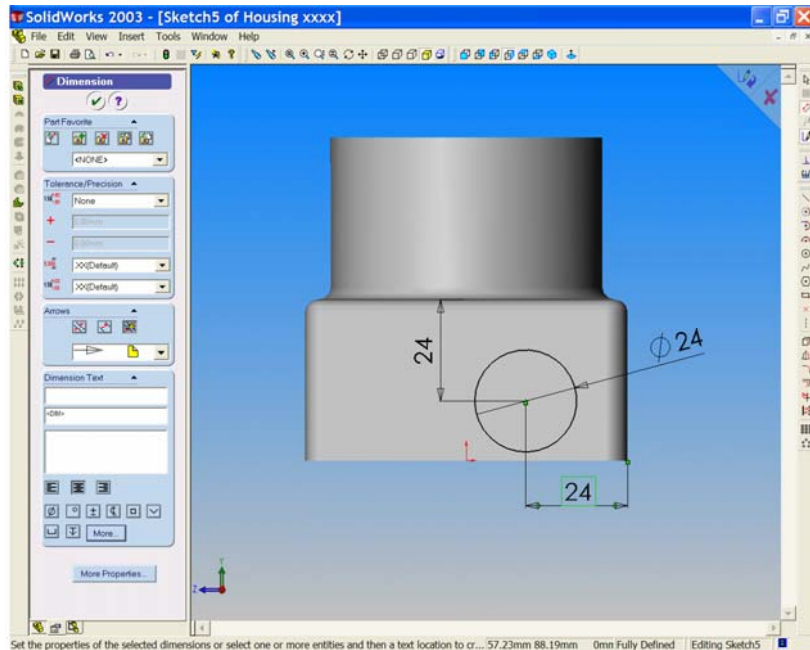 SolidWorks 2003 - [Sketch5 of Housing xxxx]
File Edit View Insert Tools Window Help
Dimension
Part Favorite
<NONE>
Tolerance/Precision
None
.XX(Default)
.XX(Default)
Arrows
Dimension Text
<DIM>
More...
More Properties...
24
Ø 24
24
Y
Z
Set the properties of the selected dimensions or select one or more entities and then a text location to cr... 57.23mm 88.19mm 0mn Fully Defined Editing Sketch5